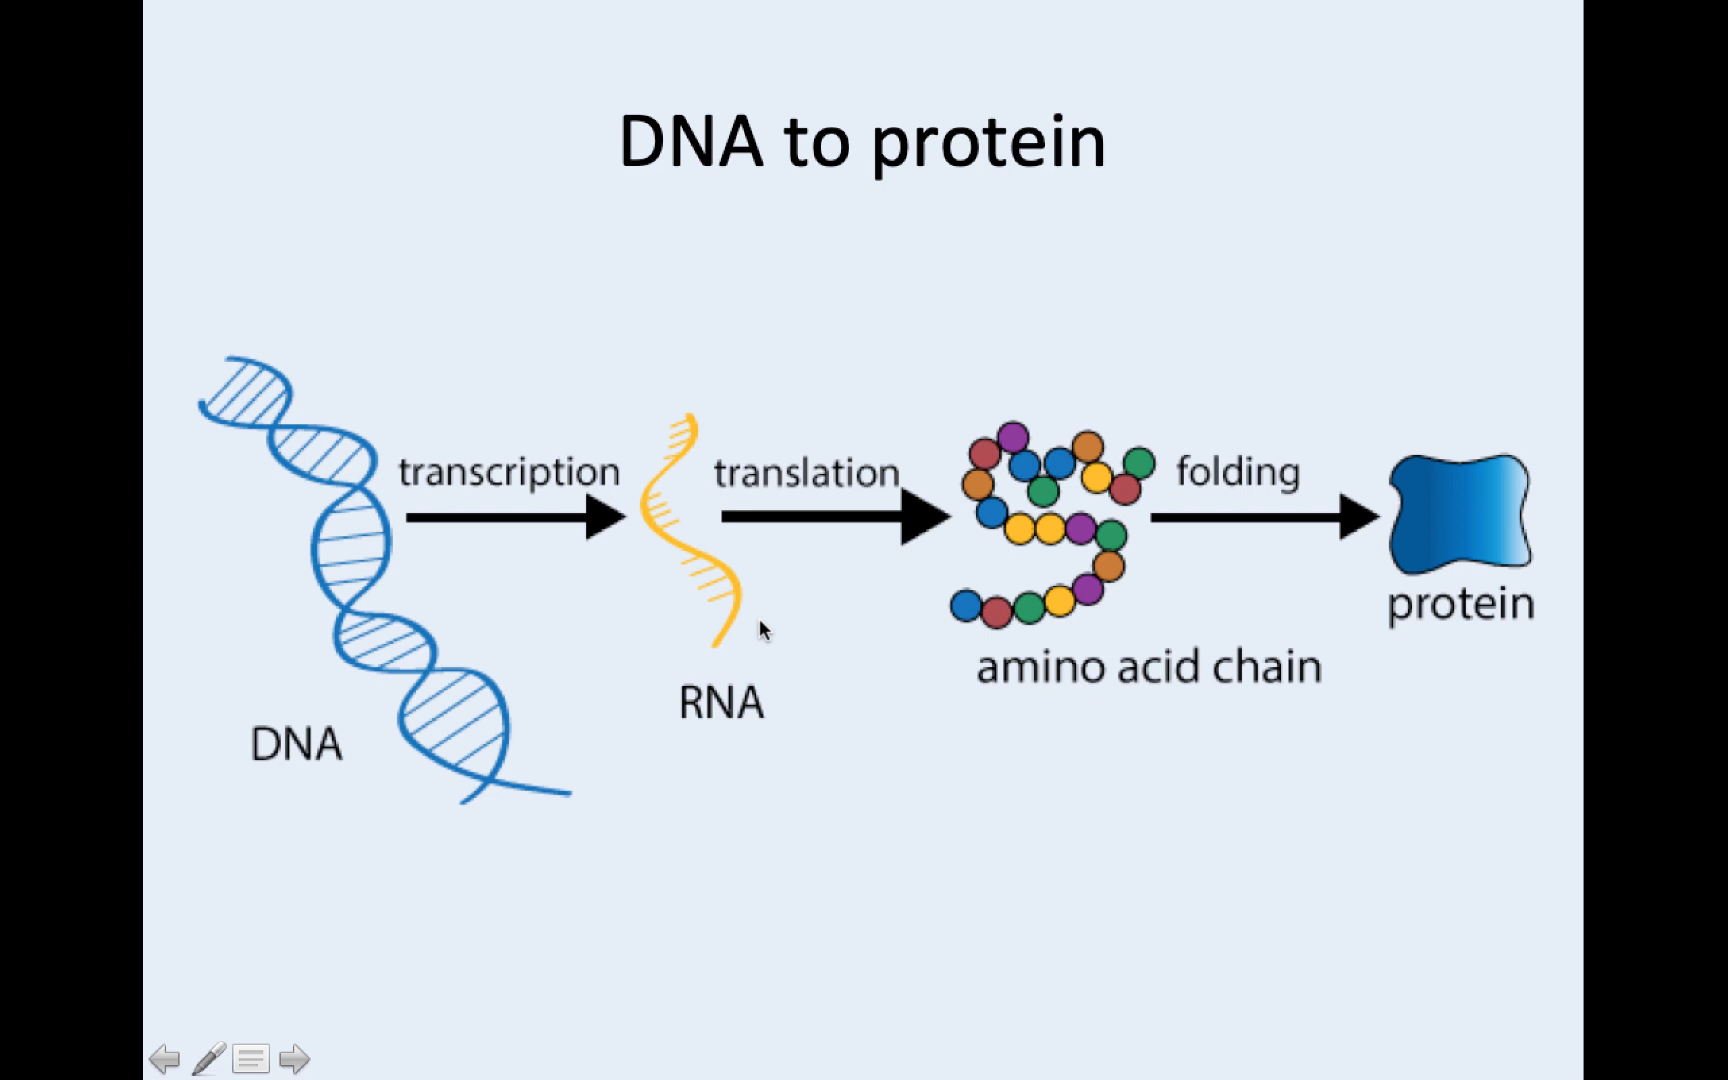 DNA to protein
transcription
translation
folding
protein
amino acid chain
RNA
DNA